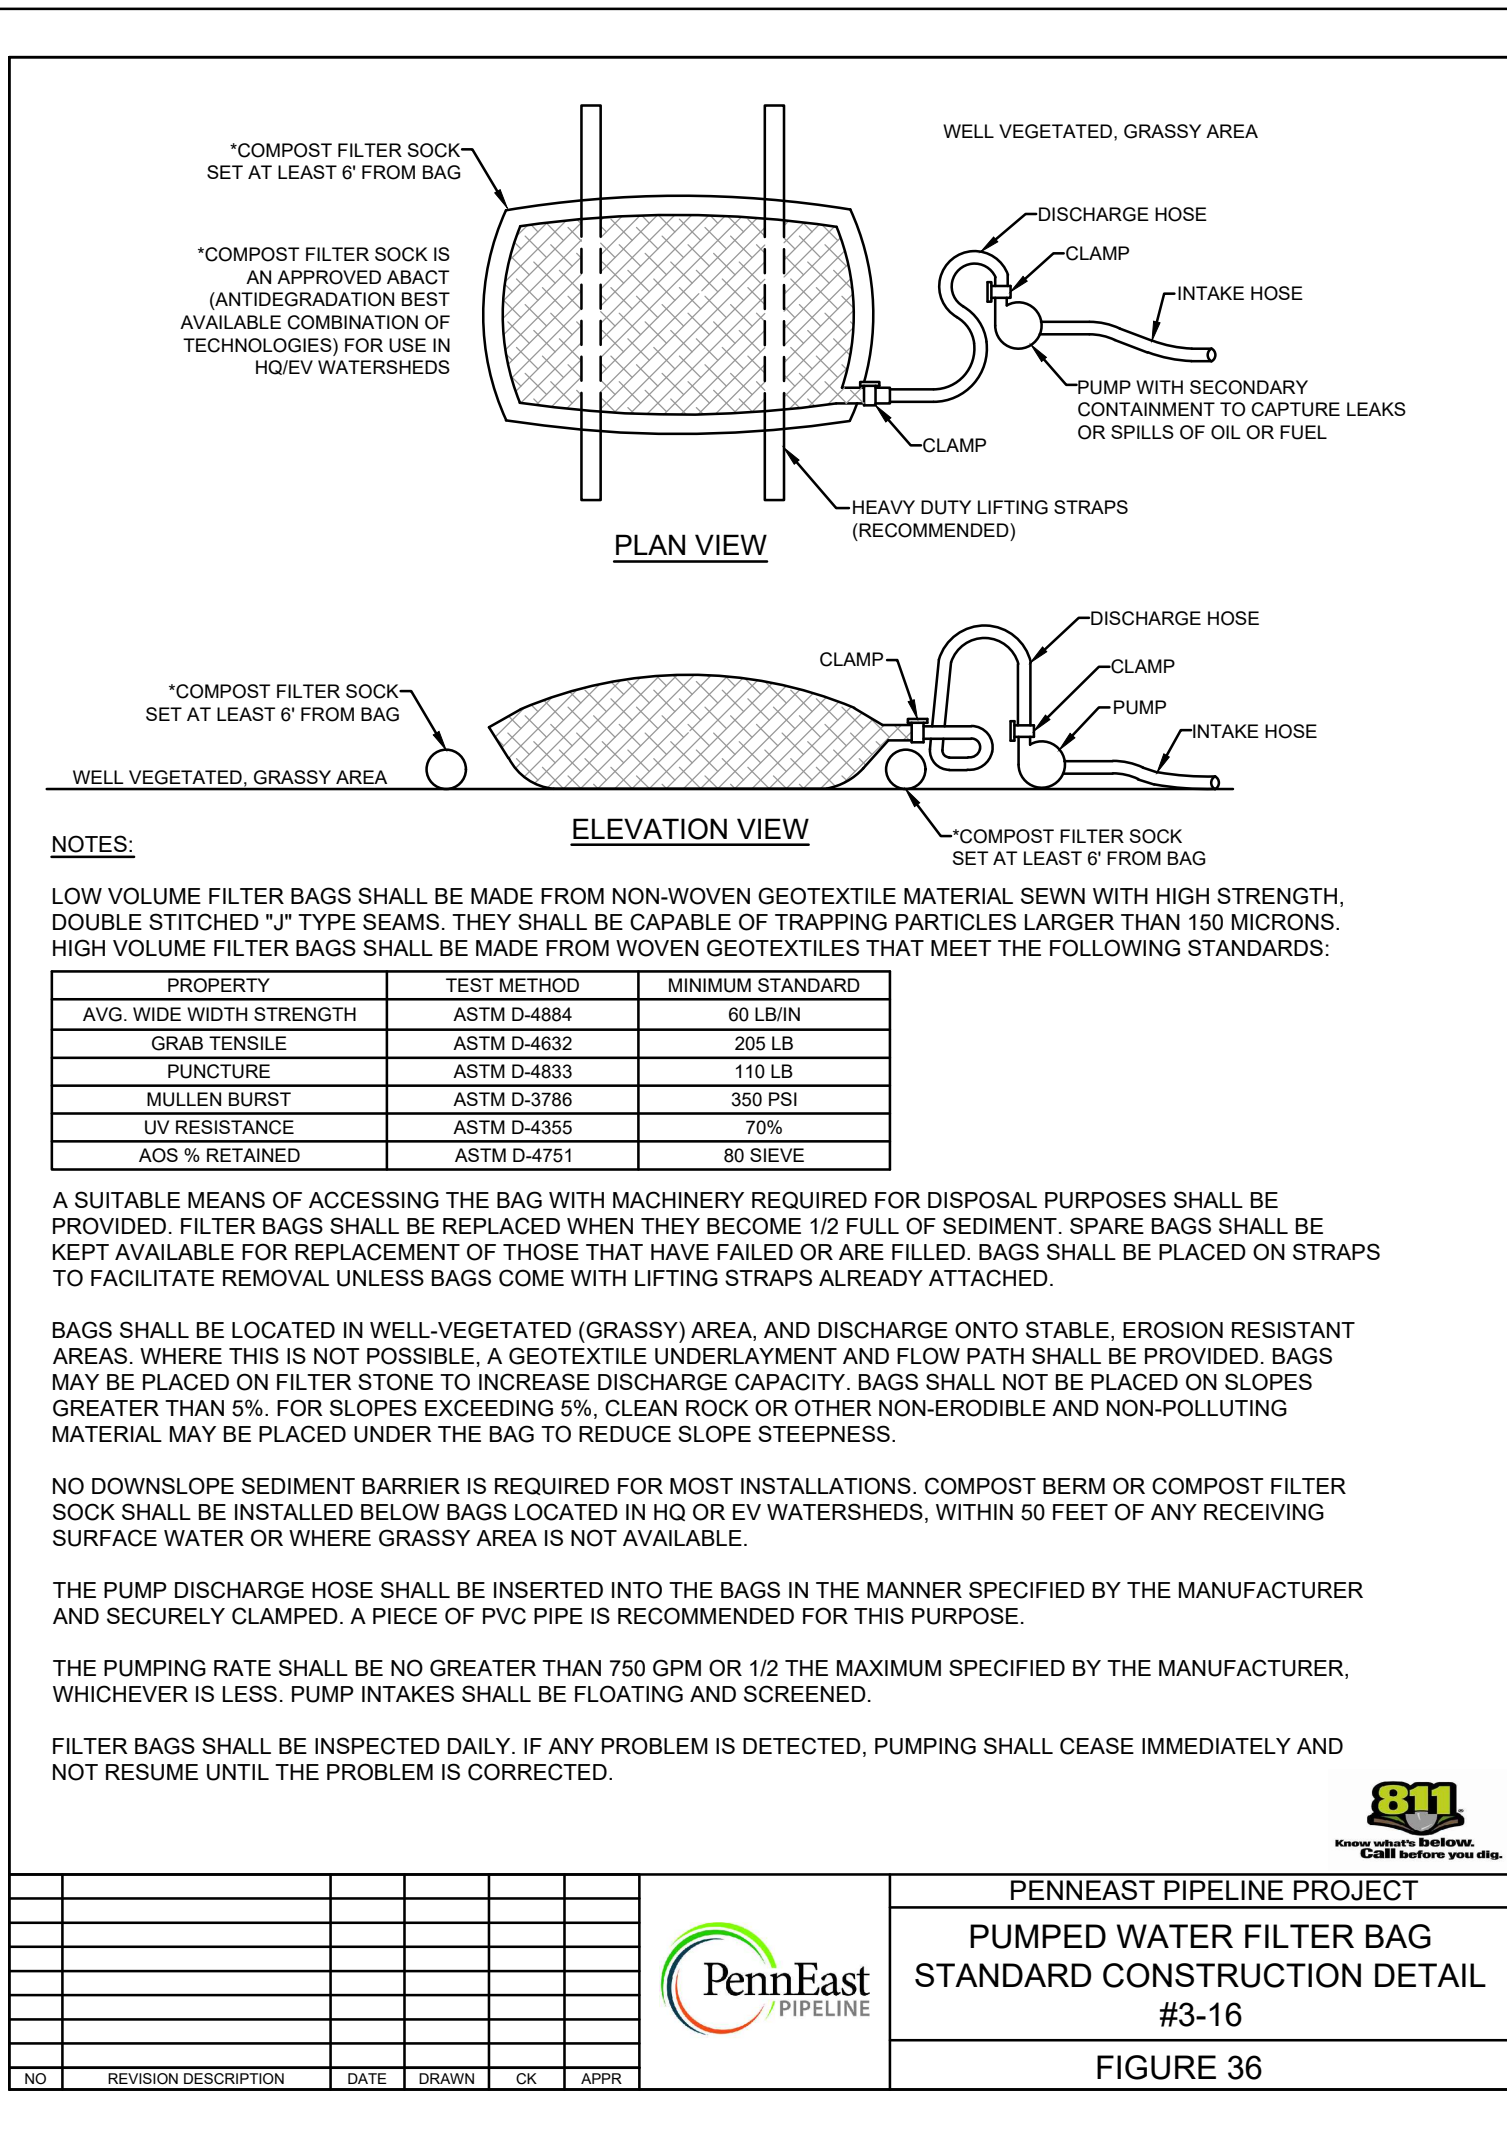 *COMPOST FILTER SOCK
SET AT LEAST 6' FROM BAG
WELL VEGETATED, GRASSY AREA
*COMPOST FILTER SOCK IS
AN APPROVED ABACT
(ANTIDEGRADATION BEST
AVAILABLE COMBINATION OF
TECHNOLOGIES) FOR USE IN
HQ/EV WATERSHEDS
DISCHARGE HOSE
CLAMP
INTAKE HOSE
PUMP WITH SECONDARY
CONTAINMENT TO CAPTURE LEAKS
OR SPILLS OF OIL OR FUEL
CLAMP
HEAVY DUTY LIFTING STRAPS
(RECOMMENDED)
PLAN VIEW
DISCHARGE HOSE
CLAMP
CLAMP
PUMP
INTAKE HOSE
*COMPOST FILTER SOCK
SET AT LEAST 6' FROM BAG
WELL VEGETATED, GRASSY AREA
ELEVATION VIEW
*COMPOST FILTER SOCK
SET AT LEAST 6' FROM BAG
NOTES:
LOW VOLUME FILTER BAGS SHALL BE MADE FROM NON-WOVEN GEOTEXTILE MATERIAL SEWN WITH HIGH STRENGTH,
DOUBLE STITCHED "J" TYPE SEAMS. THEY SHALL BE CAPABLE OF TRAPPING PARTICLES LARGER THAN 150 MICRONS.
HIGH VOLUME FILTER BAGS SHALL BE MADE FROM WOVEN GEOTEXTILES THAT MEET THE FOLLOWING STANDARDS:
PROPERTY TEST METHOD MINIMUM STANDARD
AVG. WIDE WIDTH STRENGTH ASTM D-4884 60 LB/IN
GRAB TENSILE ASTM D-4632 205 LB
PUNCTURE ASTM D-4833 110 LB
MULLEN BURST ASTM D-3786 350 PSI
UV RESISTANCE ASTM D-4355 70%
AOS % RETAINED ASTM D-4751 80 SIEVE
A SUITABLE MEANS OF ACCESSING THE BAG WITH MACHINERY REQUIRED FOR DISPOSAL PURPOSES SHALL BE
PROVIDED. FILTER BAGS SHALL BE REPLACED WHEN THEY BECOME 1/2 FULL OF SEDIMENT. SPARE BAGS SHALL BE
KEPT AVAILABLE FOR REPLACEMENT OF THOSE THAT HAVE FAILED OR ARE FILLED. BAGS SHALL BE PLACED ON STRAPS
TO FACILITATE REMOVAL UNLESS BAGS COME WITH LIFTING STRAPS ALREADY ATTACHED.
BAGS SHALL BE LOCATED IN WELL-VEGETATED (GRASSY) AREA, AND DISCHARGE ONTO STABLE, EROSION RESISTANT
AREAS. WHERE THIS IS NOT POSSIBLE, A GEOTEXTILE UNDERLAYMENT AND FLOW PATH SHALL BE PROVIDED. BAGS
MAY BE PLACED ON FILTER STONE TO INCREASE DISCHARGE CAPACITY. BAGS SHALL NOT BE PLACED ON SLOPES
GREATER THAN 5%. FOR SLOPES EXCEEDING 5%, CLEAN ROCK OR OTHER NON-ERODIBLE AND NON-POLLUTING
MATERIAL MAY BE PLACED UNDER THE BAG TO REDUCE SLOPE STEEPNESS.
NO DOWNSLOPE SEDIMENT BARRIER IS REQUIRED FOR MOST INSTALLATIONS. COMPOST BERM OR COMPOST FILTER
SOCK SHALL BE INSTALLED BELOW BAGS LOCATED IN HQ OR EV WATERSHEDS, WITHIN 50 FEET OF ANY RECEIVING
SURFACE WATER OR WHERE GRASSY AREA IS NOT AVAILABLE.
THE PUMP DISCHARGE HOSE SHALL BE INSERTED INTO THE BAGS IN THE MANNER SPECIFIED BY THE MANUFACTURER
AND SECURELY CLAMPED. A PIECE OF PVC PIPE IS RECOMMENDED FOR THIS PURPOSE.
THE PUMPING RATE SHALL BE NO GREATER THAN 750 GPM OR 1/2 THE MAXIMUM SPECIFIED BY THE MANUFACTURER,
WHICHEVER IS LESS. PUMP INTAKES SHALL BE FLOATING AND SCREENED.
FILTER BAGS SHALL BE INSPECTED DAILY. IF ANY PROBLEM IS DETECTED, PUMPING SHALL CEASE IMMEDIATELY AND
NOT RESUME UNTIL THE PROBLEM IS CORRECTED.
811
Know what's below.
Call before you dig.
PennEast
PIPELINE
PENNEAST PIPELINE PROJECT
PUMPED WATER FILTER BAG
STANDARD CONSTRUCTION DETAIL
#3-16
FIGURE 36
NO REVISION DESCRIPTION DATE DRAWN CK APPR